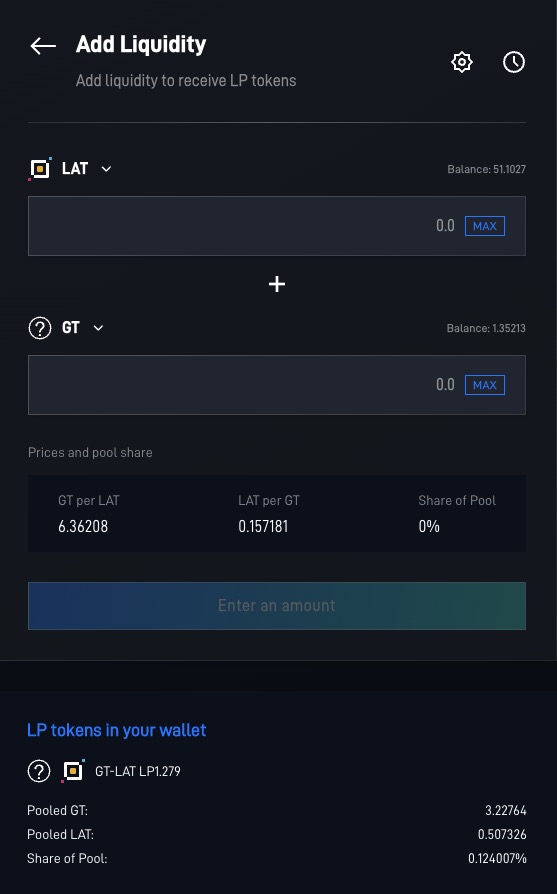 Add Liquidity
Add liquidity to receive LP tokens
LAT
Balance: 51.1027
0.0 MAX
+
GT
Balance: 1.35213
0.0 MAX
Prices and pool share
GT per LAT LAT per GT Share of Pool
6.36208 0.157181 0%
Enter an amount
LP tokens in your wallet
GT-LAT LP1.279
Pooled GT: 3.22764
Pooled LAT: 0.507326
Share of Pool: 0.124007%